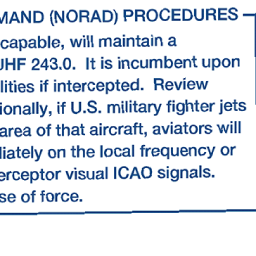 MAND (NORAD) PROCEDURES
capable, will maintain a
UHF 243.0. It is incumbent upon
lities if intercepted. Review
ionally, if U.S. military fighter jets
area of that aircraft, aviators will
diately on the local frequency or
erceptor visual ICAO signals.
se of force.